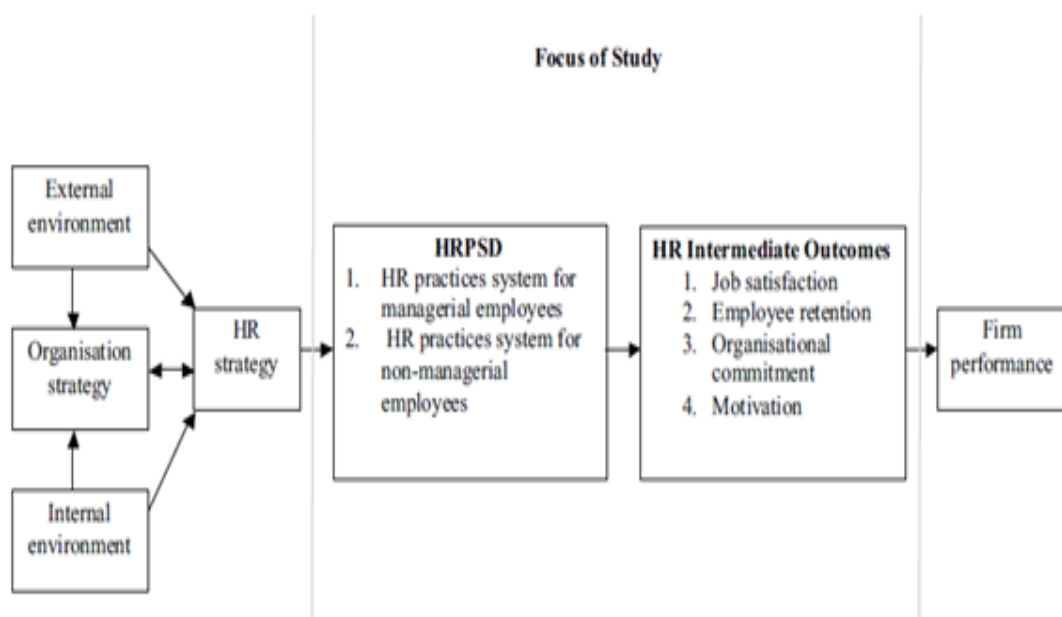 Focus of Study
External
environment
Organisation
strategy
Internal
environment
HR
strategy
HRPSD
1. HR practices system for
managerial employees
2. HR practices system for
non-managerial
employees
HR Intermediate Outcomes
1. Job satisfaction
2. Employee retention
3. Organisational
commitment
4. Motivation
Firm
performance